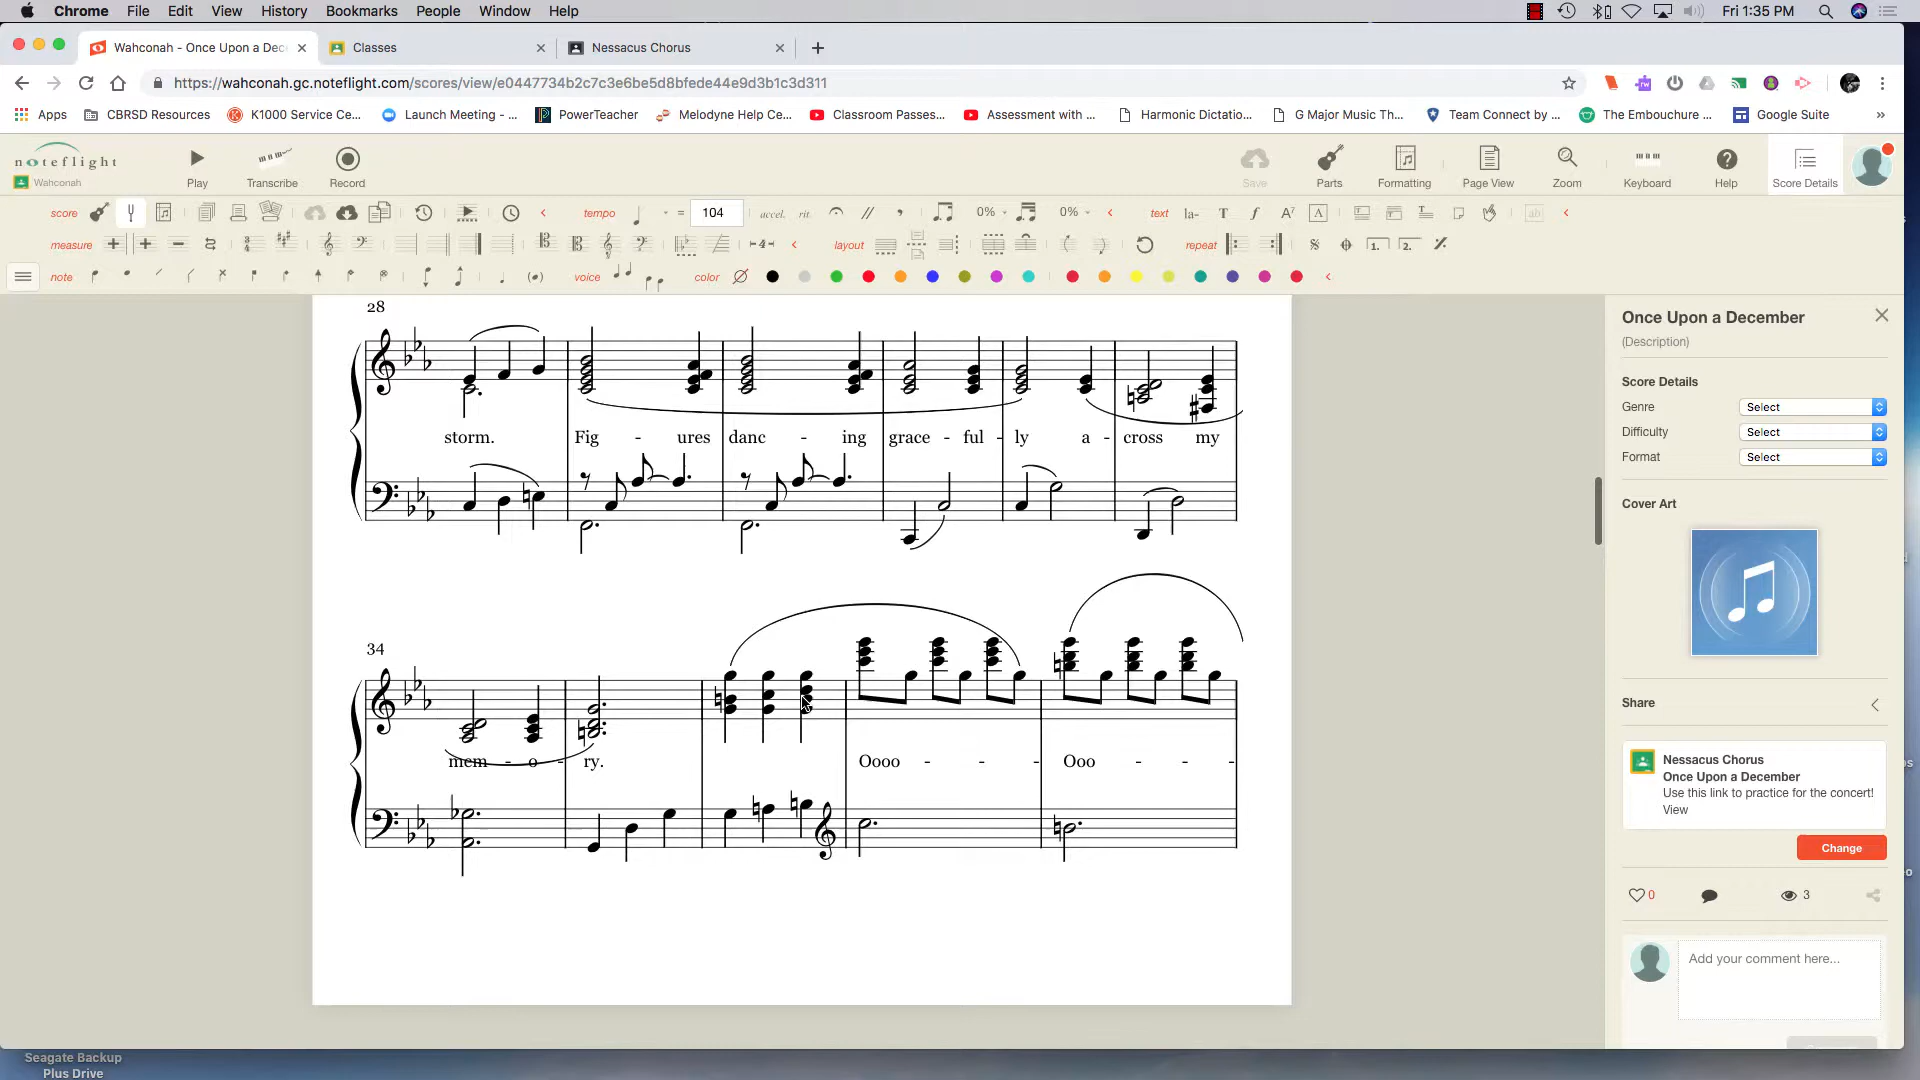 Chrome File Edit View History Bookmarks People Window Help Fri 1:35 PM
Wahconah - Once Upon a Dec Classes Nessacus Chorus
https://wahconah.gc.noteflight.com/scores/view/e0447734b2c7c3e6be5d8bfede44e9d3b1c3d311
Apps CBRSD Resources K1000 Service Ce... Launch Meeting - ... PowerTeacher Melodyne Help Ce... Classroom Passes... Assessment with ... Harmonic Dictatio... G Major Music Th... Team Connect by ... The Embouchure ... Google Suite »
noteflight
Wahconah
Play Transcribe Record Save Parts Formatting Page View Zoom Keyboard Help Score Details
score tempo = 104 accel. rit. 0% 0% text la- T f A
measure layout repeat 1. 2.
note voice color
28
storm. Fig - ures danc - ing grace - ful - ly a - cross my
34
mem - o - ry. Oooo - - - Ooo - - -
Once Upon a December
(Description)
Score Details
Genre Select
Difficulty Select
Format Select
Cover Art
Share
Nessacus Chorus
Once Upon a December
Use this link to practice for the concert!
View
Change
0 3
Add your comment here...
Seagate Backup
Plus Drive